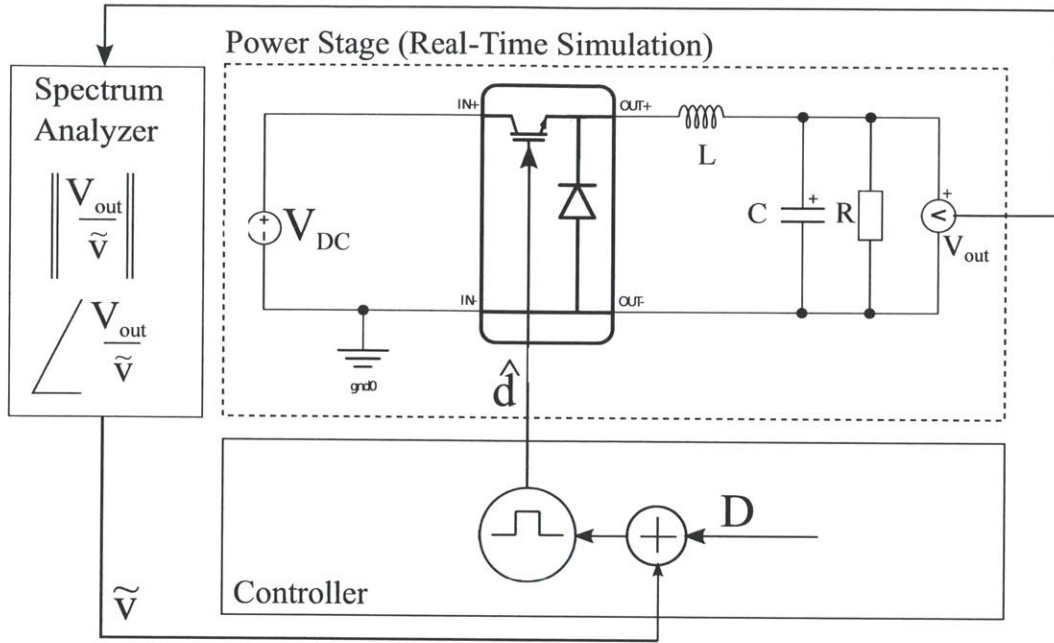 Power Stage (Real-Time Simulation)
Spectrum
Analyzer
V_out
ṽ
V_out
ṽ
IN+
OUT+
L
V_DC
C
+
R
+
V
V_out
+
IN-
OUT-
gnd0
d̂
D
+
Controller
ṽ